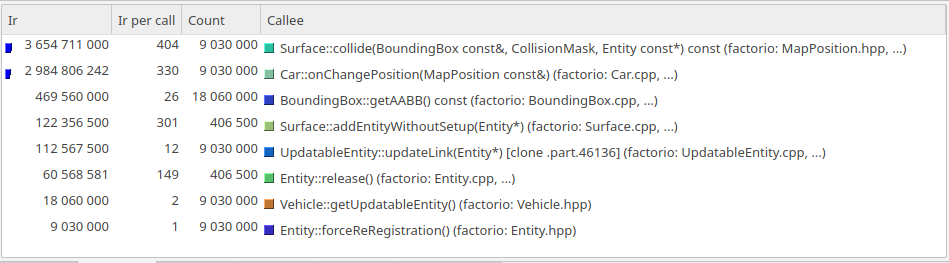 Ir Ir per call Count Callee
3 654 711 000 404 9 030 000 Surface::collide(BoundingBox const&, CollisionMask, Entity const*) const (factorio: MapPosition.hpp, ...)
2 984 806 242 330 9 030 000 Car::onChangePosition(MapPosition const&) (factorio: Car.cpp, ...)
469 560 000 26 18 060 000 BoundingBox::getAABB() const (factorio: BoundingBox.cpp, ...)
122 356 500 301 406 500 Surface::addEntityWithoutSetup(Entity*) (factorio: Surface.cpp, ...)
112 567 500 12 9 030 000 UpdatableEntity::updateLink(Entity*) [clone .part.46136] (factorio: UpdatableEntity.cpp, ...)
60 568 581 149 406 500 Entity::release() (factorio: Entity.cpp, ...)
18 060 000 2 9 030 000 Vehicle::getUpdatableEntity() (factorio: Vehicle.hpp)
9 030 000 1 9 030 000 Entity::forceReRegistration() (factorio: Entity.hpp)